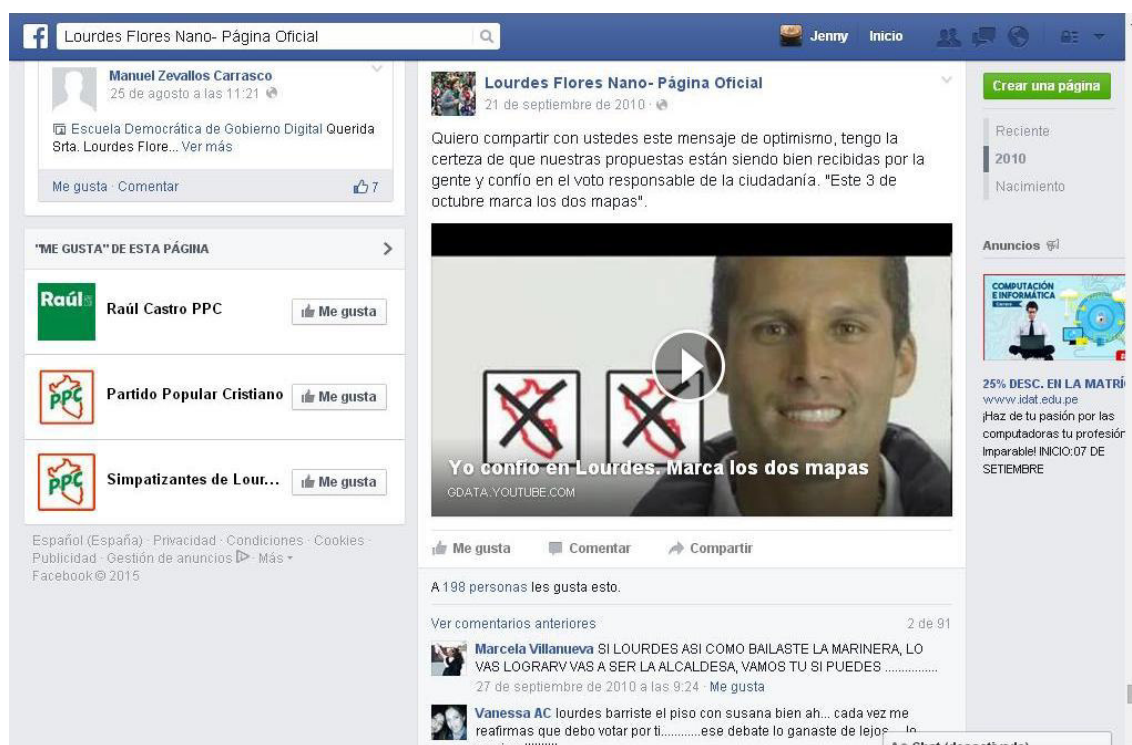 Lourdes Flores Nano- Página Oficial
Jenny
Inicio
Manuel Zevallos Carrasco
25 de agosto a las 11:21
Escuela Democrática de Gobierno Digital Querida
Srta. Lourdes Flore... Ver más
Me gusta · Comentar
7
"ME GUSTA" DE ESTA PÁGINA
Raúl
Raúl Castro PPC
Me gusta
PPC
Partido Popular Cristiano
Me gusta
PPC
Simpatizantes de Lour...
Me gusta
Español (España) · Privacidad · Condiciones · Cookies ·
Publicidad · Gestión de anuncios · Más
Facebook © 2015
Lourdes Flores Nano- Página Oficial
21 de septiembre de 2010 ·
Quiero compartir con ustedes este mensaje de optimismo, tengo la
certeza de que nuestras propuestas están siendo bien recibidas por la
gente y confío en el voto responsable de la ciudadanía. "Este 3 de
octubre marca los dos mapas".
Yo confío en Lourdes. Marca los dos mapas
GDATA.YOUTUBE.COM
Me gusta
Comentar
Compartir
A 198 personas les gusta esto.
Ver comentarios anteriores
2 de 91
Marcela Villanueva SI LOURDES ASI COMO BAILASTE LA MARINERA, LO
VAS LOGRARV VAS A SER LA ALCALDESA, VAMOS TU SI PUEDES ...............
27 de septiembre de 2010 a las 9:24 · Me gusta
Vanessa AC lourdes barriste el piso con susana bien ah... cada vez me
reafirmas que debo votar por ti............ese debate lo ganaste de lejos.... lo
Chat (desactivado)
Crear una página
Reciente
2010
Nacimiento
Anuncios
COMPUTACIÓN
E INFORMÁTICA
25% DESC. EN LA MATRÍ
www.idat.edu.pe
¡Haz de tu pasión por las
computadoras tu profesión
Imparable! INICIO:07 DE
SETIEMBRE